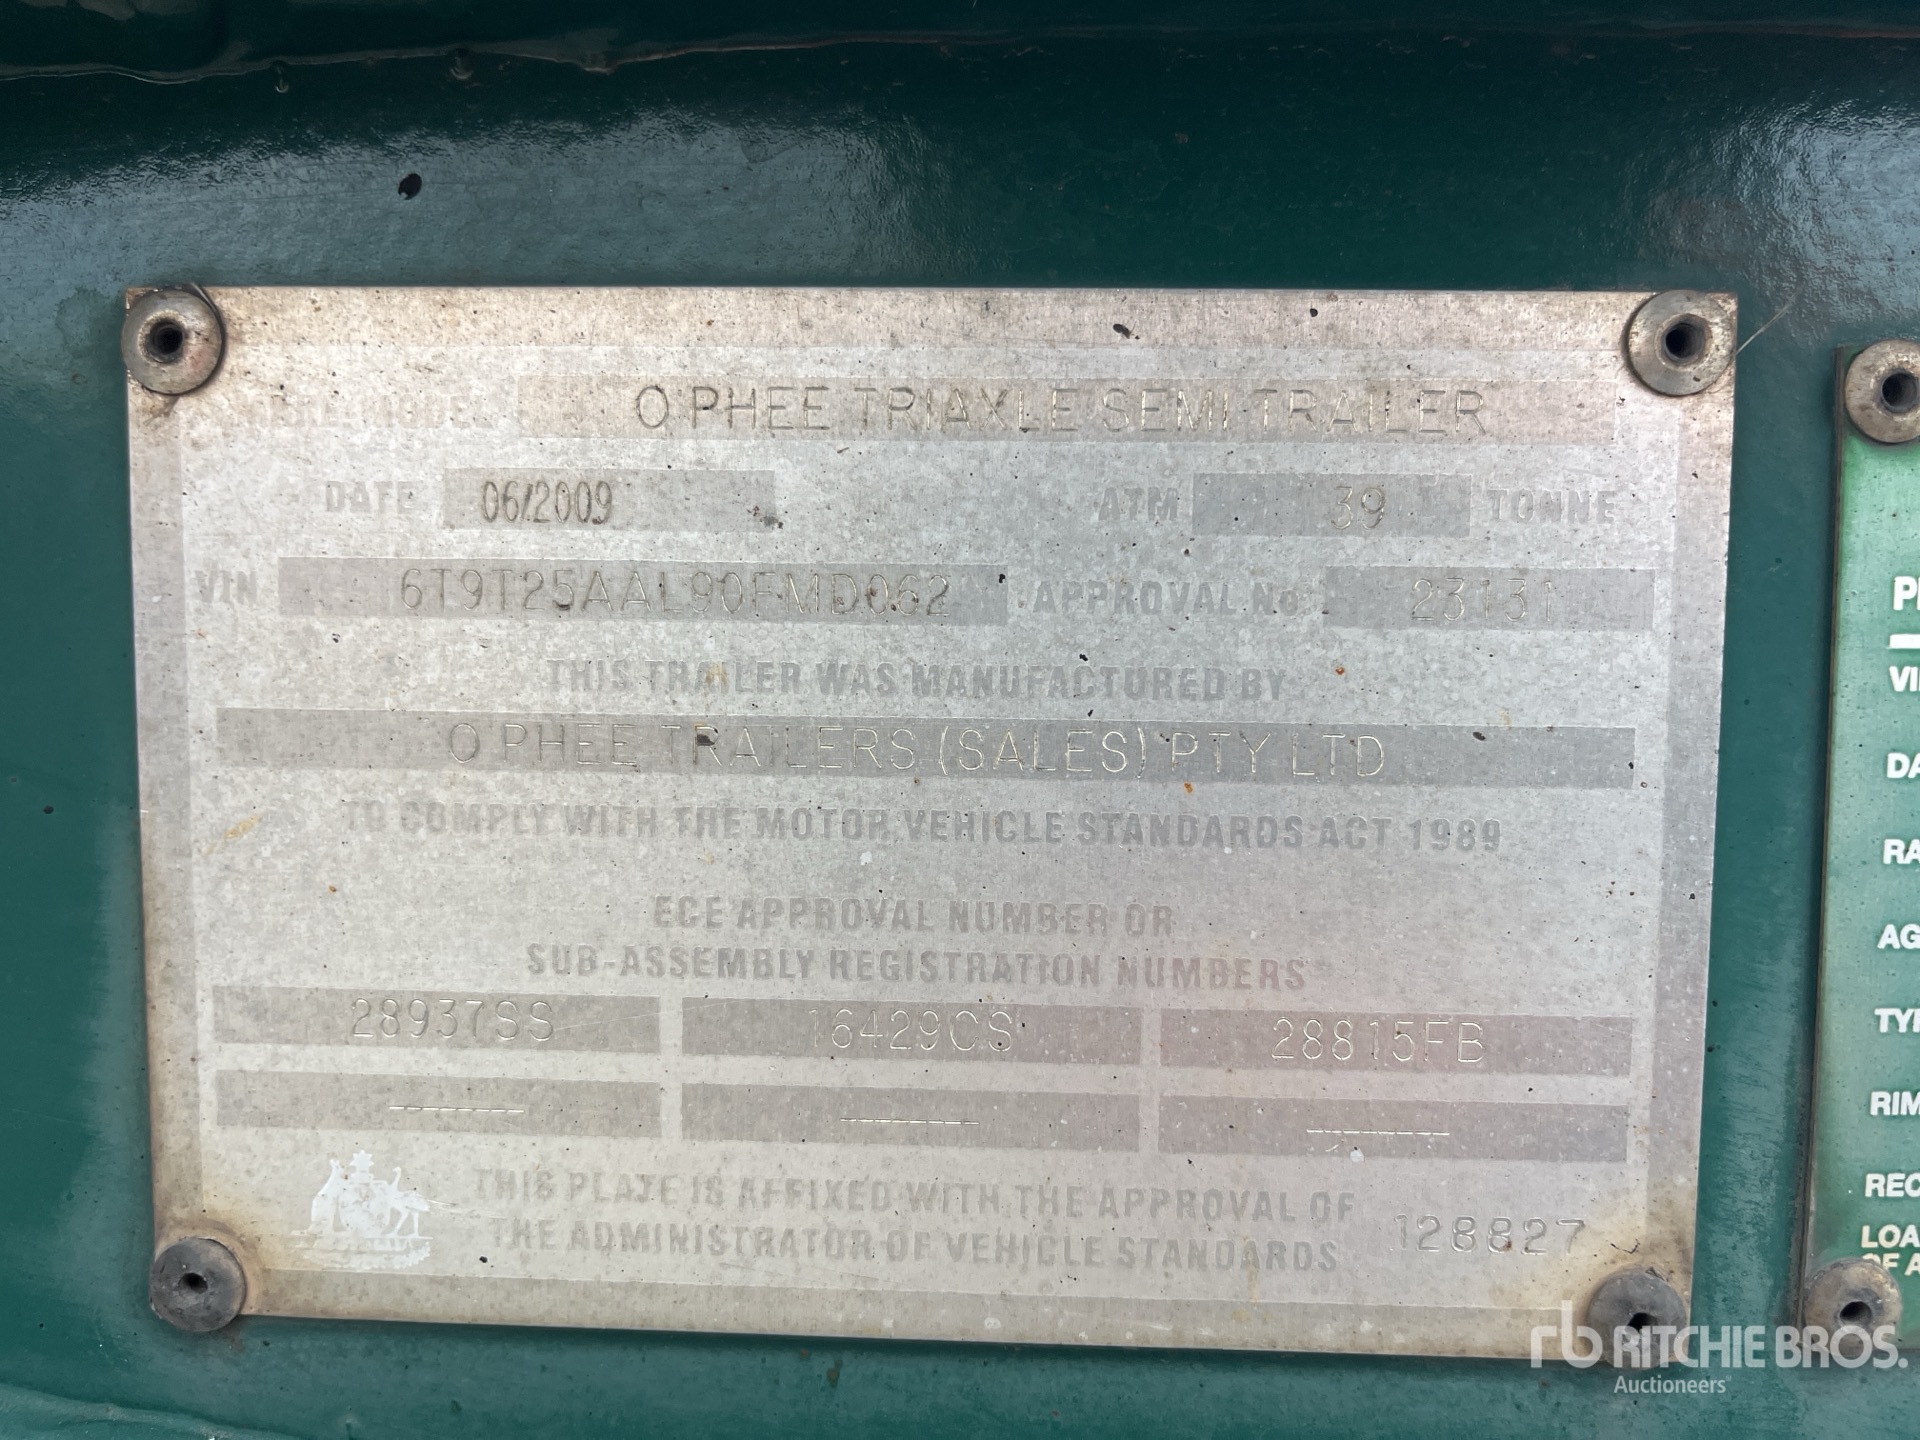 O PHEE TRIAXLE SEMI TRAILER
DATE 06/2009 ATM 39 TONNE
VIN 6T9T25AAL90FMD062 APPROVAL No 23131
THIS TRAILER WAS MANUFACTURED BY
O PHEE TRAILERS (SALES) PTY LTD
TO COMPLY WITH THE MOTOR VEHICLE STANDARDS ACT 1989
ECE APPROVAL NUMBER OR
SUB-ASSEMBLY REGISTRATION NUMBERS
28937SS 16429CS 28815FB
--------- --------- ---------
THIS PLATE IS AFFIXED WITH THE APPROVAL OF
THE ADMINISTRATOR OF VEHICLE STANDARDS 128827
rb RITCHIE BROS.
Auctioneers